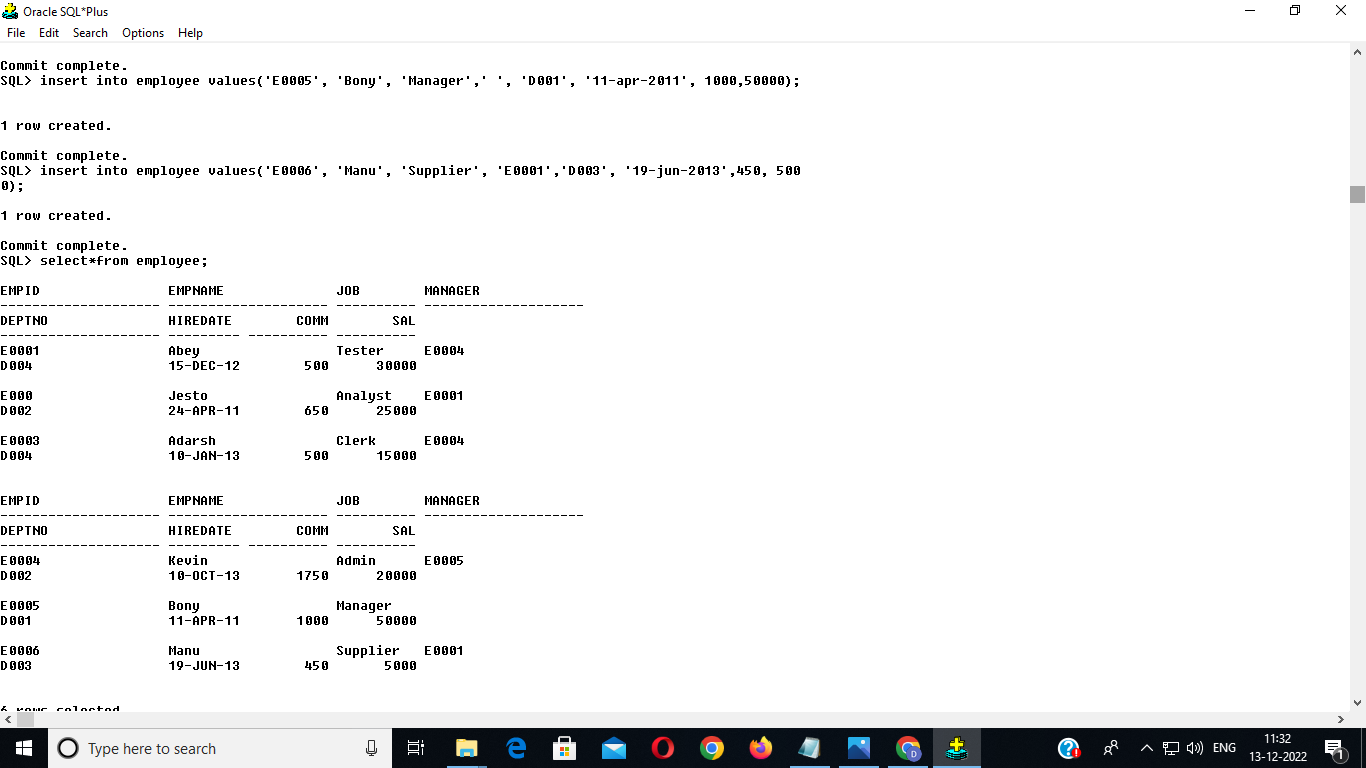 Oracle SQL*Plus
File Edit Search Options Help
Commit complete.
SQL> insert into employee values('E0005', 'Bony', 'Manager',' ', 'D001', '11-apr-2011', 1000,50000);
1 row created.
Commit complete.
SQL> insert into employee values('E0006', 'Manu', 'Supplier', 'E0001','D003', '19-jun-2013',450, 500
0);
1 row created.
Commit complete.
SQL> select*from employee;
EMPID EMPNAME JOB MANAGER
-------------------- -------------------- ---------- --------------------
DEPTNO HIREDATE COMM SAL
-------------------- --------- ---------- ----------
E0001 Abey Tester E0004
D004 15-DEC-12 500 30000
E000 Jesto Analyst E0001
D002 24-APR-11 650 25000
E0003 Adarsh Clerk E0004
D004 10-JAN-13 500 15000
EMPID EMPNAME JOB MANAGER
-------------------- -------------------- ---------- --------------------
DEPTNO HIREDATE COMM SAL
-------------------- --------- ---------- ----------
E0004 Kevin Admin E0005
D002 10-OCT-13 1750 20000
E0005 Bony Manager
D001 11-APR-11 1000 50000
E0006 Manu Supplier E0001
D003 19-JUN-13 450 5000
6 rows selected
Type here to search
ENG
11:32
13-12-2022
1